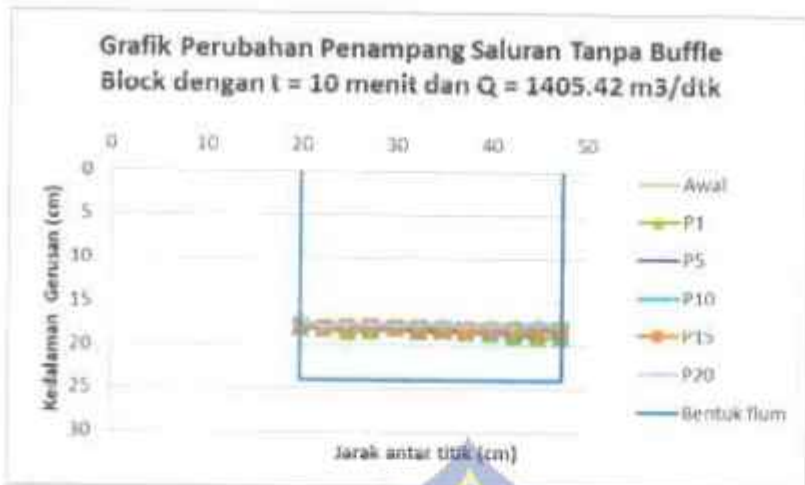 Grafik Perubahan Penampang Saluran Tanpa Buffle
Block dengan t = 10 menit dan Q = 1405.42 m3/dtk
0 10 20 30 40 50
0
5
10
15
20
25
30
Kedalaman Gerusan (cm)
Jarak antar titik (cm)
Awal
P1
P5
P10
P15
P20
Bentuk flum